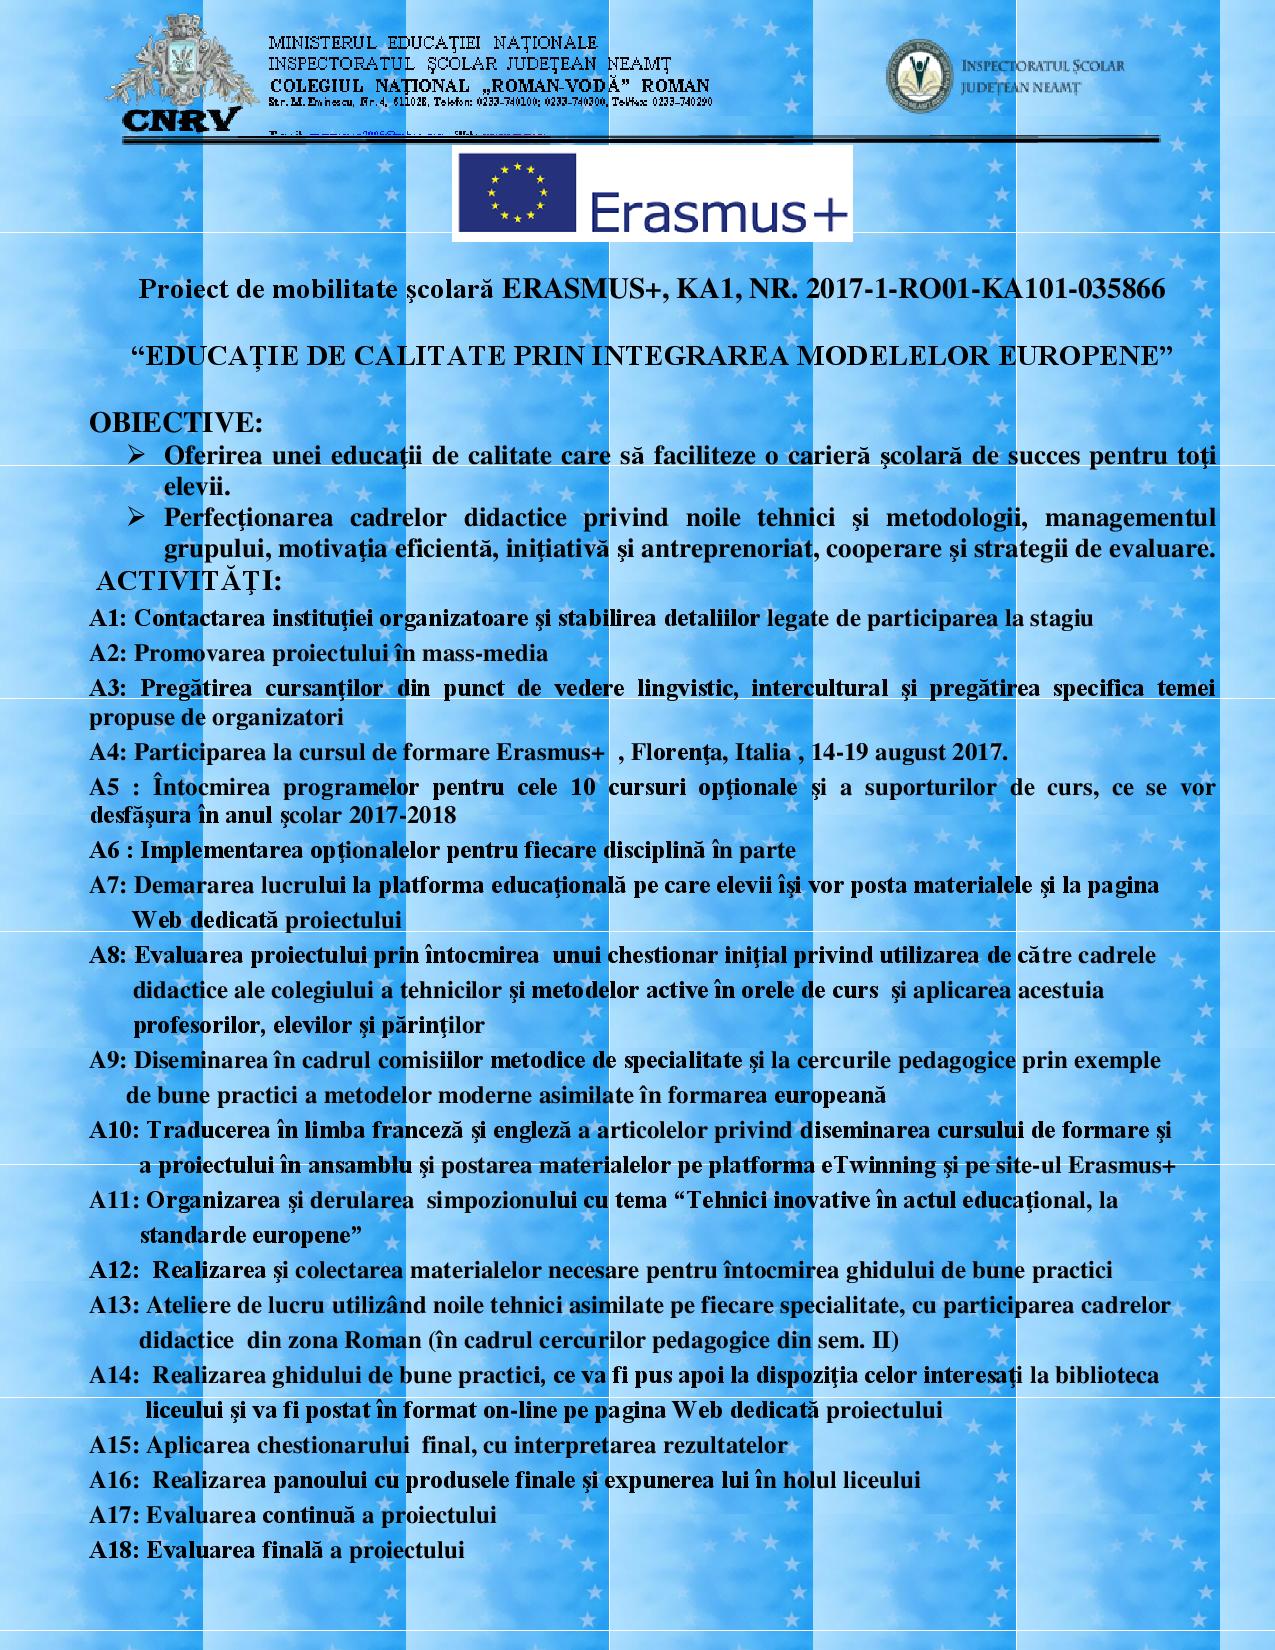 MINISTERUL EDUCAŢIEI NAŢIONALE
INSPECTORATUL ŞCOLAR JUDEŢEAN NEAMŢ
COLEGIUL NAŢIONAL „ROMAN-VODĂ” ROMAN
Str. M. Eminescu, Nr. 4, 611028, Telefon: 0233-740100; 0233-740300, Tel/fax: 0233-740290
CNRV
INSPECTORATUL ŞCOLAR
JUDEŢEAN NEAMŢ
Erasmus+
Proiect de mobilitate şcolară ERASMUS+, KA1, NR. 2017-1-RO01-KA101-035866
“EDUCAȚIE DE CALITATE PRIN INTEGRAREA MODELELOR EUROPENE”
OBIECTIVE:
➢ Oferirea unei educaţii de calitate care să faciliteze o carieră şcolară de succes pentru toţi
elevii.
➢ Perfecţionarea cadrelor didactice privind noile tehnici şi metodologii, managementul
grupului, motivaţia eficientă, iniţiativă şi antreprenoriat, cooperare şi strategii de evaluare.
ACTIVITĂŢI:
A1: Contactarea instituţiei organizatoare şi stabilirea detaliilor legate de participarea la stagiu
A2: Promovarea proiectului în mass-media
A3: Pregătirea cursanţilor din punct de vedere lingvistic, intercultural şi pregătirea specifica temei
propuse de organizatori
A4: Participarea la cursul de formare Erasmus+ , Florenţa, Italia , 14-19 august 2017.
A5 : Întocmirea programelor pentru cele 10 cursuri opţionale şi a suporturilor de curs, ce se vor
desfăşura în anul şcolar 2017-2018
A6 : Implementarea opţionalelor pentru fiecare disciplină în parte
A7: Demararea lucrului la platforma educaţională pe care elevii îşi vor posta materialele şi la pagina
Web dedicată proiectului
A8: Evaluarea proiectului prin întocmirea unui chestionar iniţial privind utilizarea de către cadrele
didactice ale colegiului a tehnicilor şi metodelor active în orele de curs şi aplicarea acestuia
profesorilor, elevilor şi părinţilor
A9: Diseminarea în cadrul comisiilor metodice de specialitate şi la cercurile pedagogice prin exemple
de bune practici a metodelor moderne asimilate în formarea europeană
A10: Traducerea în limba franceză şi engleză a articolelor privind diseminarea cursului de formare şi
a proiectului în ansamblu şi postarea materialelor pe platforma eTwinning şi pe site-ul Erasmus+
A11: Organizarea şi derularea simpozionului cu tema “Tehnici inovative în actul educaţional, la
standarde europene”
A12: Realizarea şi colectarea materialelor necesare pentru întocmirea ghidului de bune practici
A13: Ateliere de lucru utilizând noile tehnici asimilate pe fiecare specialitate, cu participarea cadrelor
didactice din zona Roman (în cadrul cercurilor pedagogice din sem. II)
A14: Realizarea ghidului de bune practici, ce va fi pus apoi la dispoziţia celor interesaţi la biblioteca
liceului şi va fi postat în format on-line pe pagina Web dedicată proiectului
A15: Aplicarea chestionarului final, cu interpretarea rezultatelor
A16: Realizarea panoului cu produsele finale şi expunerea lui în holul liceului
A17: Evaluarea continuă a proiectului
A18: Evaluarea finală a proiectului